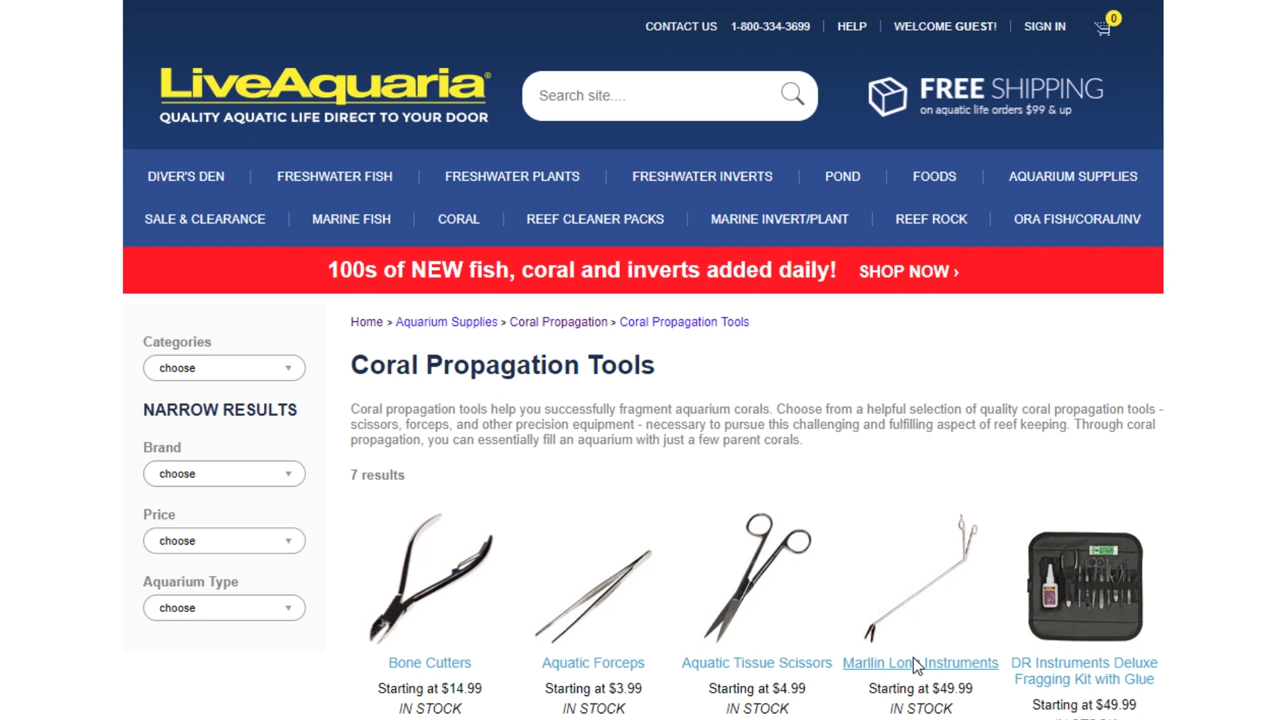 CONTACT US 1-800-334-3699 | HELP | WELCOME GUEST! | SIGN IN 0
LiveAquaria®
QUALITY AQUATIC LIFE DIRECT TO YOUR DOOR
Search site....
FREE SHIPPING
on aquatic life orders $99 & up
DIVER'S DEN | FRESHWATER FISH | FRESHWATER PLANTS | FRESHWATER INVERTS | POND | FOODS | AQUARIUM SUPPLIES
SALE & CLEARANCE | MARINE FISH | CORAL | REEF CLEANER PACKS | MARINE INVERT/PLANT | REEF ROCK | ORA FISH/CORAL/INV
100s of NEW fish, coral and inverts added daily! SHOP NOW ›
Categories
choose
NARROW RESULTS
Brand
choose
Price
choose
Aquarium Type
choose
Home > Aquarium Supplies > Coral Propagation > Coral Propagation Tools
Coral Propagation Tools
Coral propagation tools help you successfully fragment aquarium corals. Choose from a helpful selection of quality coral propagation tools -
scissors, forceps, and other precision equipment - necessary to pursue this challenging and fulfilling aspect of reef keeping. Through coral
propagation, you can essentially fill an aquarium with just a few parent corals.
7 results
Bone Cutters
Starting at $14.99
IN STOCK
Aquatic Forceps
Starting at $3.99
IN STOCK
Aquatic Tissue Scissors
Starting at $4.99
IN STOCK
Marllin Long Instruments
Starting at $49.99
IN STOCK
DR Instruments Deluxe
Fragging Kit with Glue
Starting at $49.99